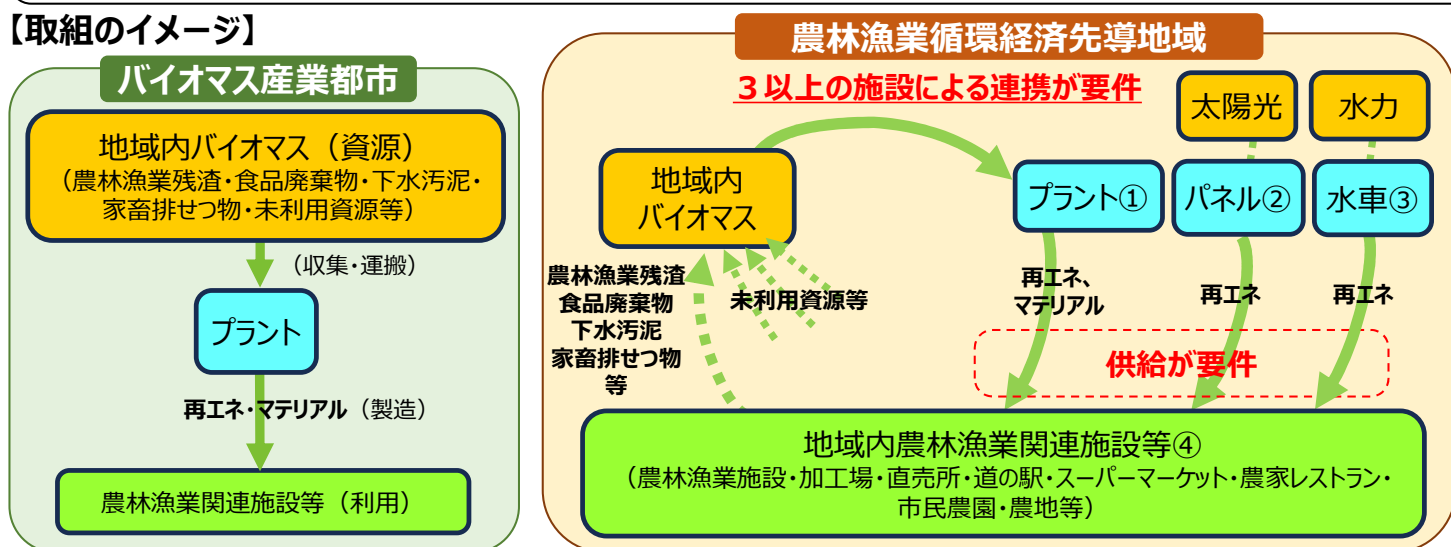 【取組のイメージ】
バイオマス産業都市
地域内バイオマス（資源）
（農林漁業残渣・食品廃棄物・下水汚泥・
家畜排せつ物・未利用資源等）
（収集・運搬）
プラント
再エネ・マテリアル（製造）
農林漁業関連施設等（利用）
農林漁業循環経済先導地域
３以上の施設による連携が要件
太陽光
水力
地域内
バイオマス
プラント①
パネル②
水車③
農林漁業残渣
食品廃棄物
下水汚泥
家畜排せつ物
等
未利用資源等
再エネ、
マテリアル
再エネ
再エネ
供給が要件
地域内農林漁業関連施設等④
（農林漁業施設・加工場・直売所・道の駅・スーパーマーケット・農家レストラン・
市民農園・農地等）